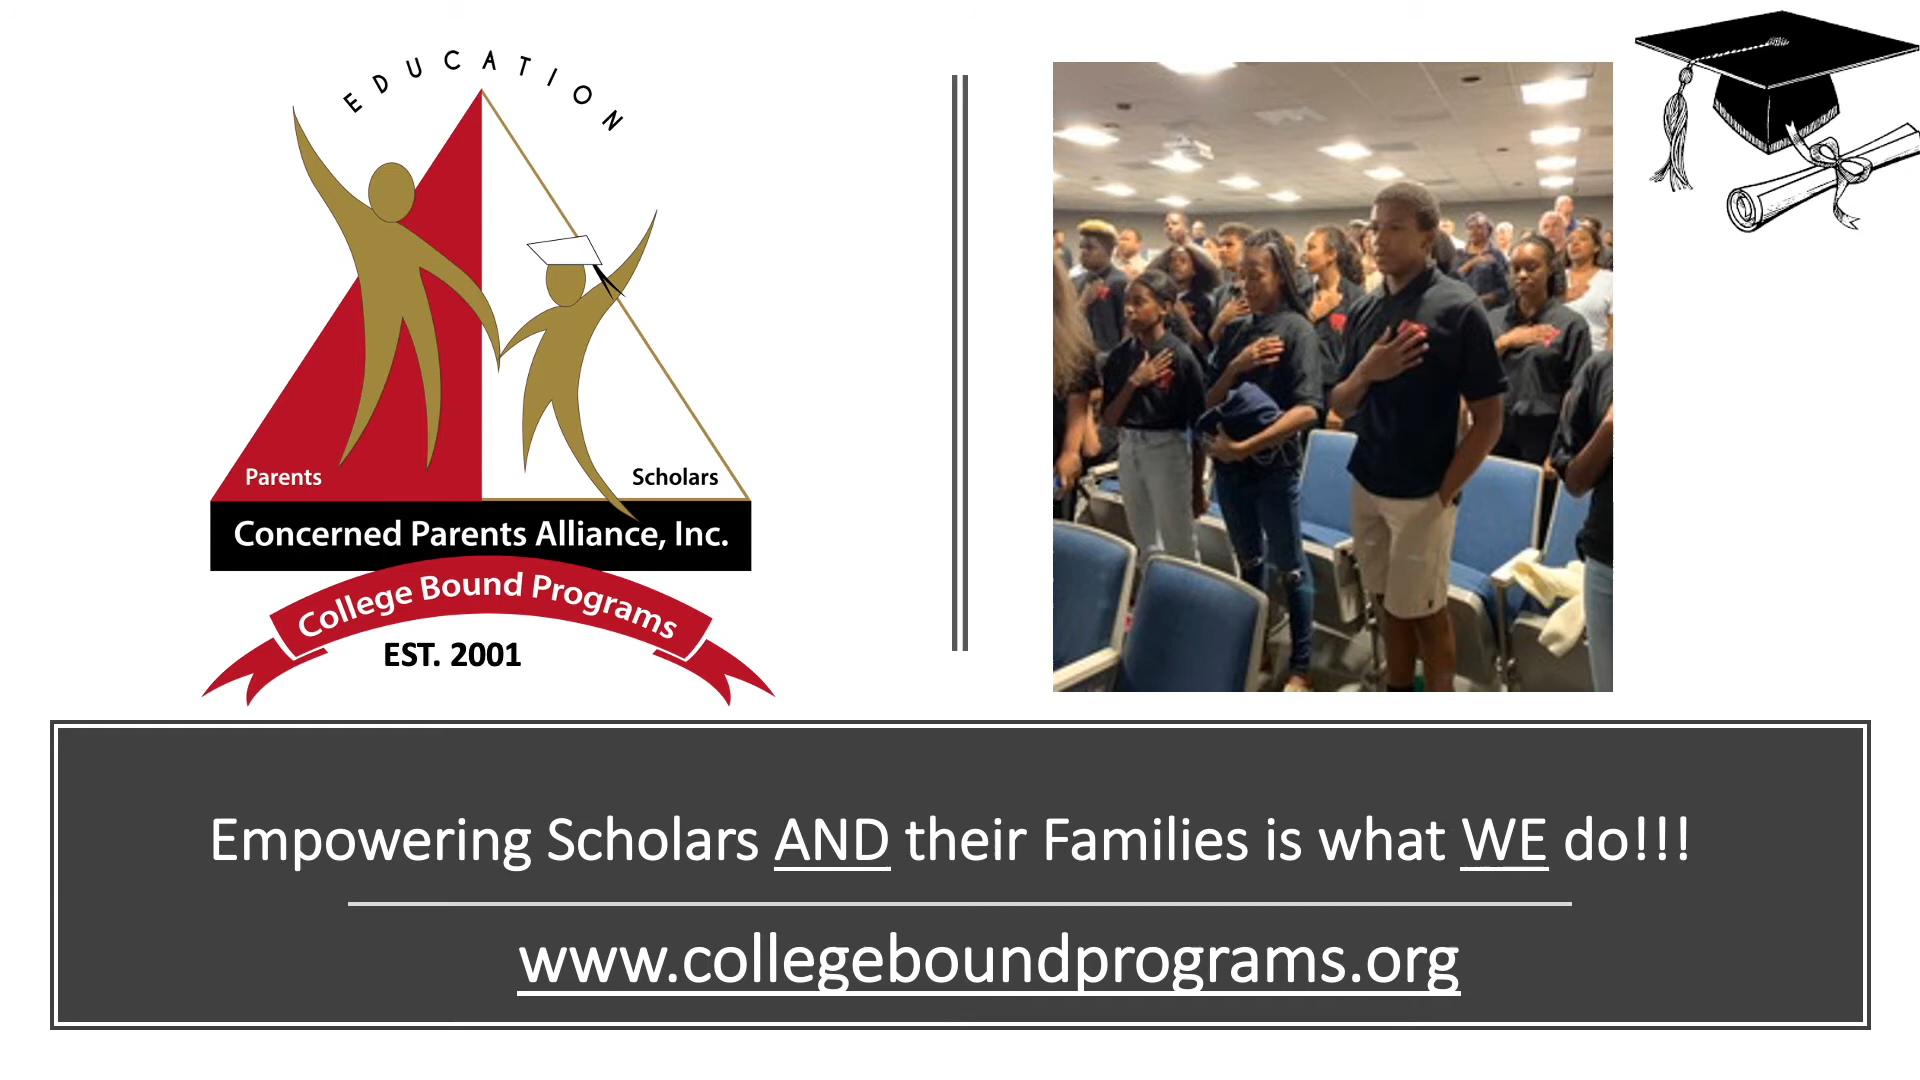 EDUCATION
Parents
Scholars
Concerned Parents Alliance, Inc.
College Bound Programs
EST. 2001
Empowering Scholars AND their Families is what WE do!!!
www.collegeboundprograms.org